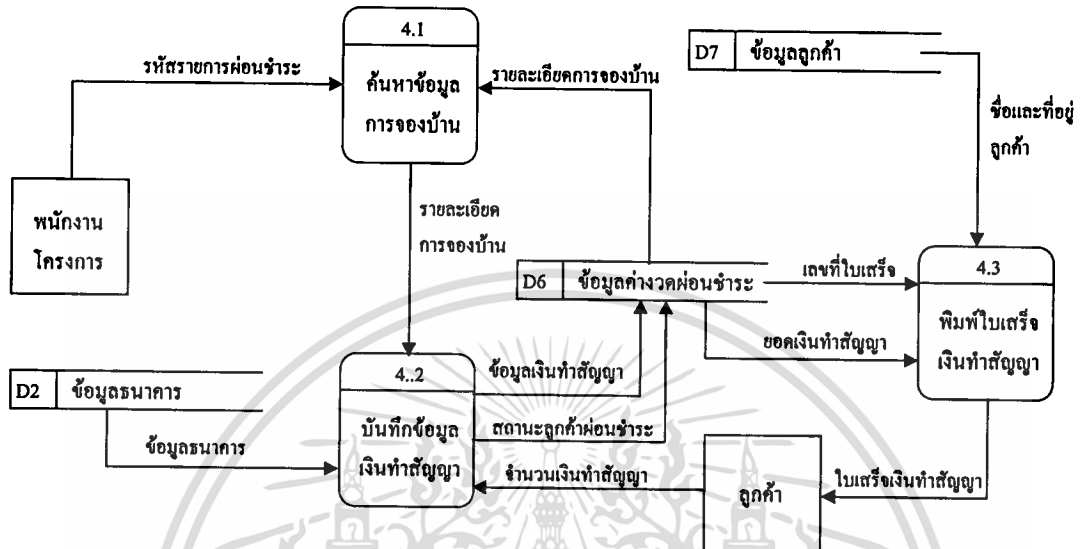 4.1
ค้นหาข้อมูล
การจองบ้าน
รหัสรายการผ่อนชำระ
รายละเอียดการจองบ้าน
D7 ข้อมูลลูกค้า
ชื่อและที่อยู่
ลูกค้า
พนักงาน
โครงการ
รายละเอียด
การจองบ้าน
D6 ข้อมูลค่างวดผ่อนชำระ
เลขที่ใบเสร็จ
ยอดเงินทำสัญญา
4.3
พิมพ์ใบเสร็จ
เงินทำสัญญา
D2 ข้อมูลธนาคาร
ข้อมูลธนาคาร
4..2
บันทึกข้อมูล
เงินทำสัญญา
ข้อมูลเงินทำสัญญา
สถานะลูกค้าผ่อนชำระ
จำนวนเงินทำสัญญา
ลูกค้า
ใบเสร็จเงินทำสัญญา